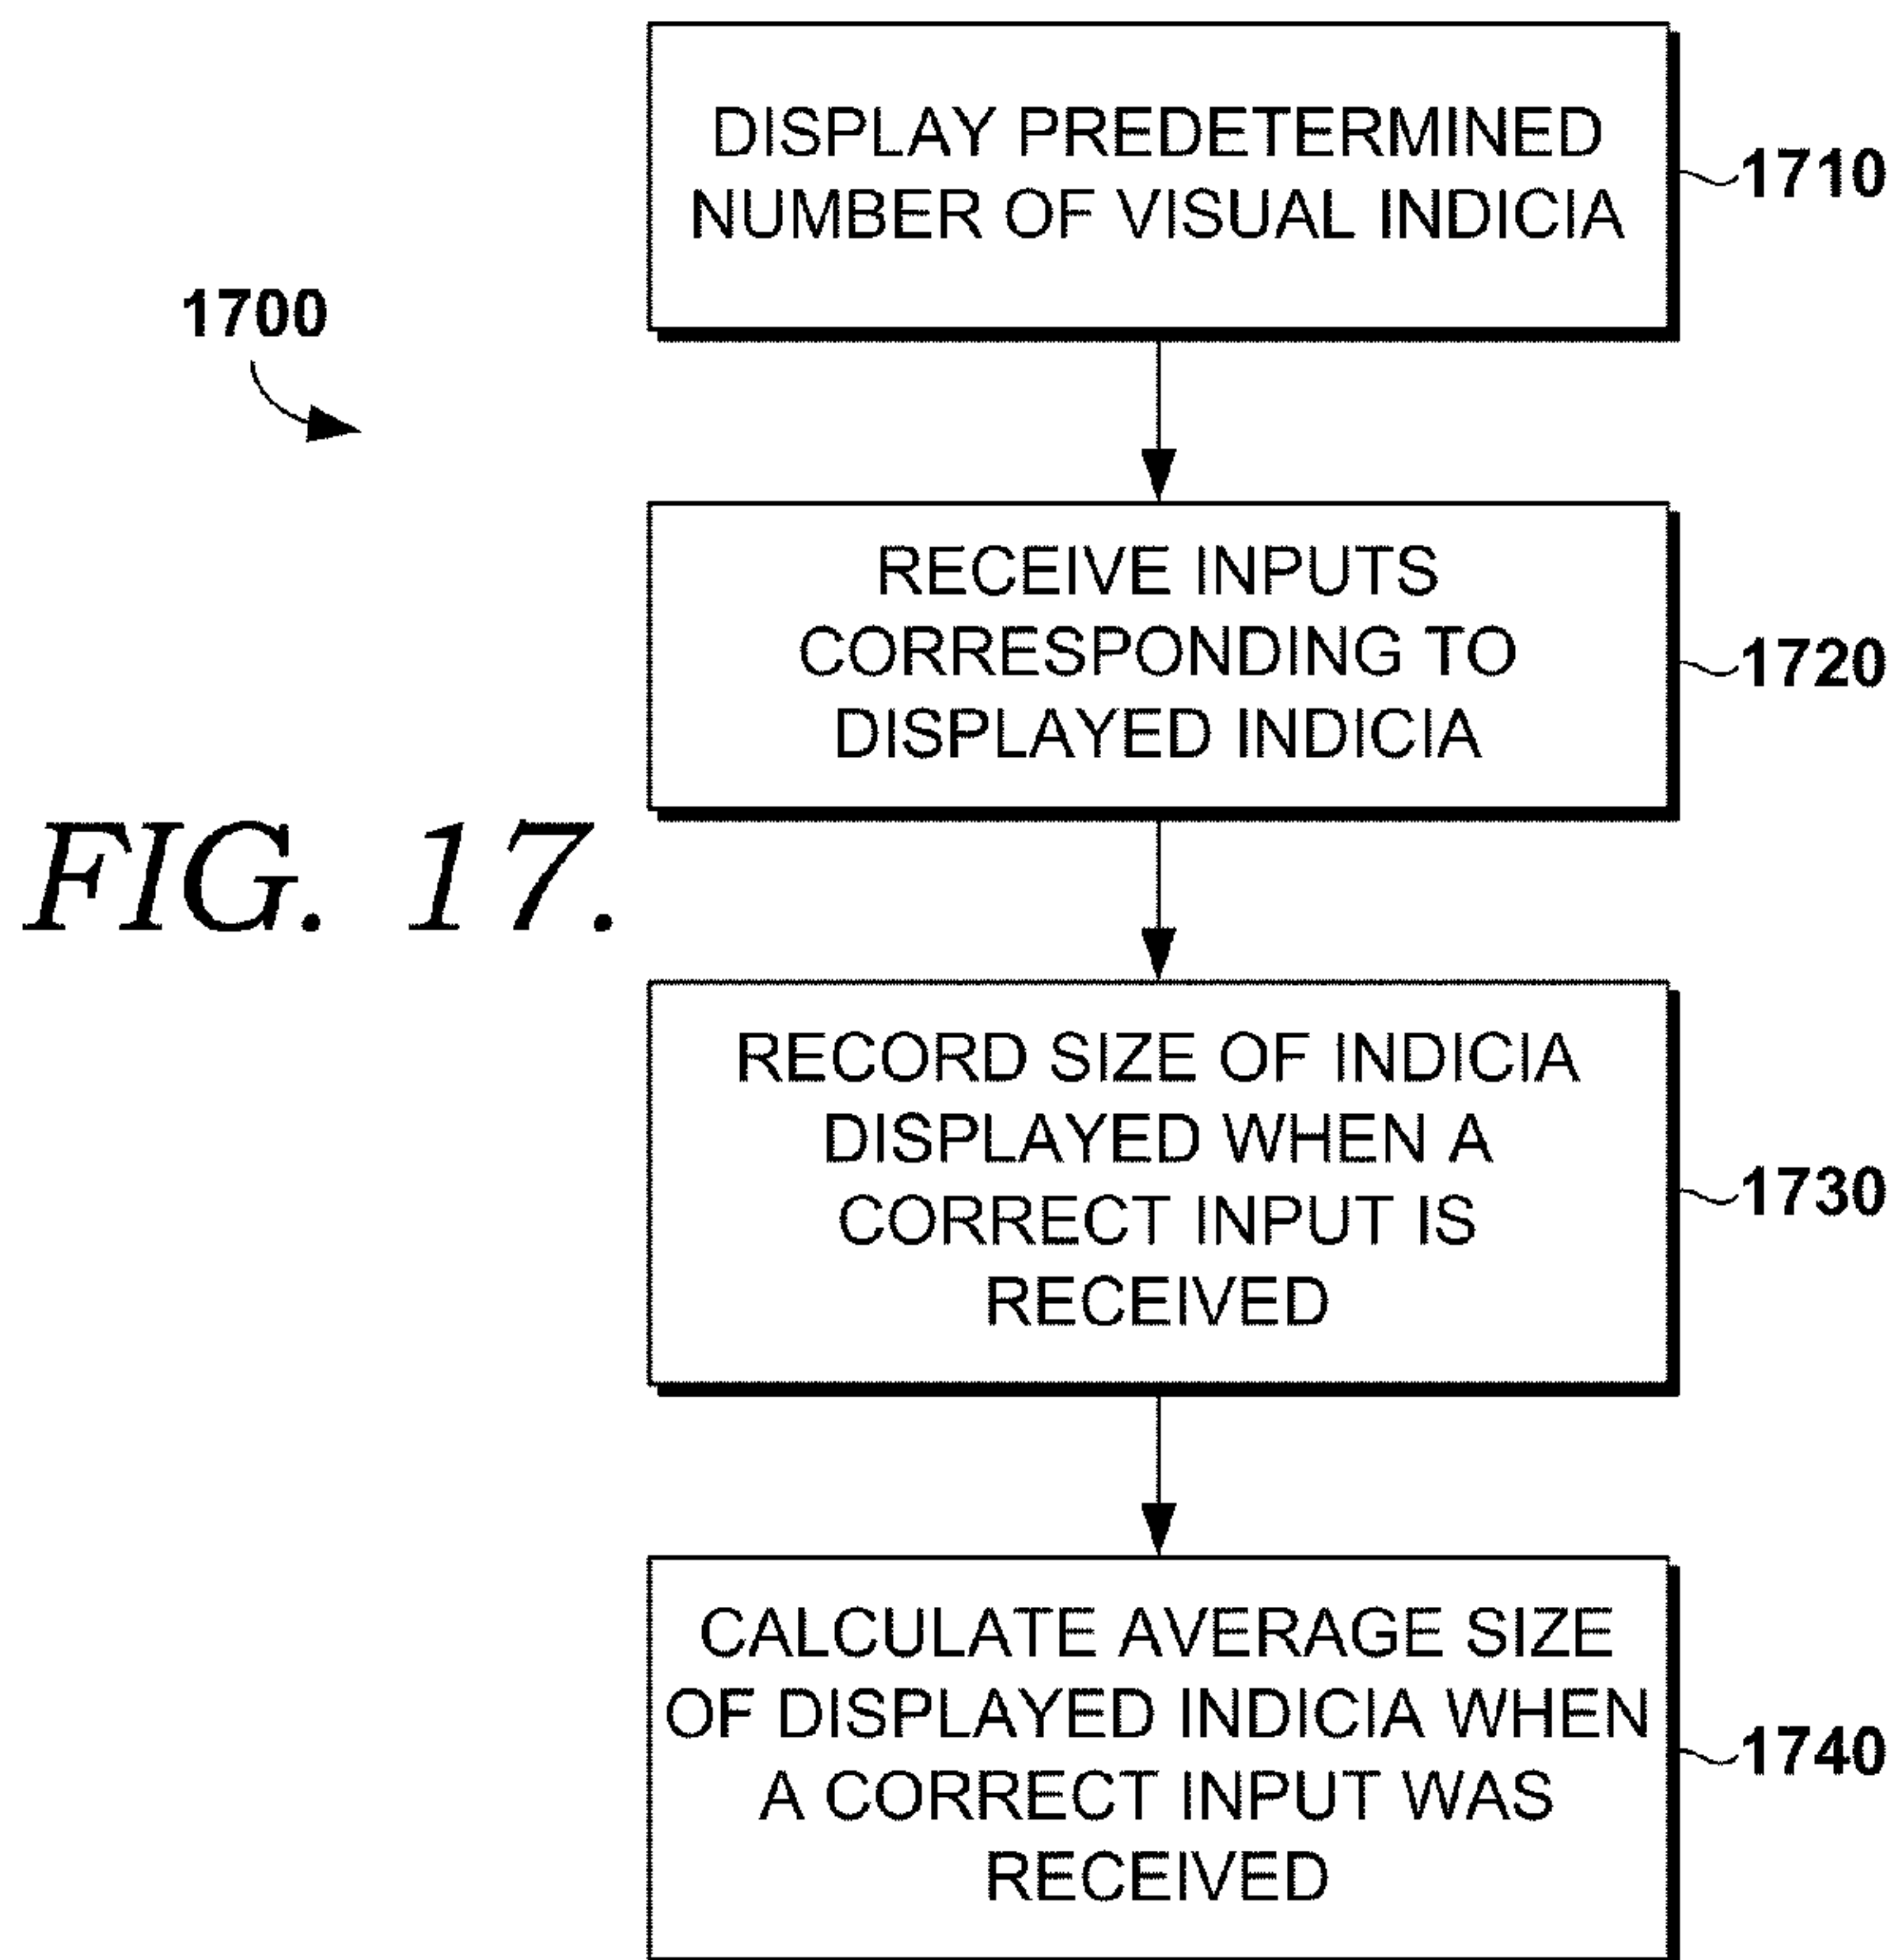 DISPLAY PREDETERMINED
NUMBER OF VISUAL INDICIA
1710
1700
RECEIVE INPUTS
CORRESPONDING TO
DISPLAYED INDICIA
1720
FIG. 17.
RECORD SIZE OF INDICIA
DISPLAYED WHEN A
CORRECT INPUT IS
RECEIVED
1730
CALCULATE AVERAGE SIZE
OF DISPLAYED INDICIA WHEN
A CORRECT INPUT WAS
RECEIVED
1740